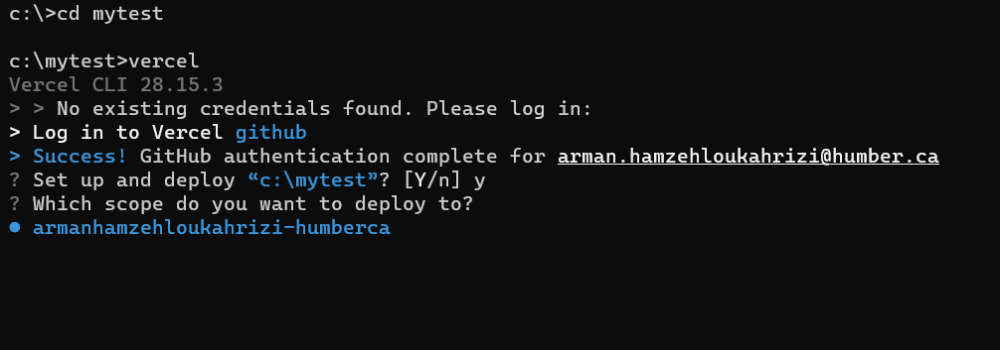 c:\>cd mytest
c:\mytest>vercel
Vercel CLI 28.15.3
> > No existing credentials found. Please log in:
> Log in to Vercel github
> Success! GitHub authentication complete for arman.hamzehloukahrizi@humber.ca
? Set up and deploy “c:\mytest”? [Y/n] y
? Which scope do you want to deploy to?
● armanhamzehloukahrizi-humberca